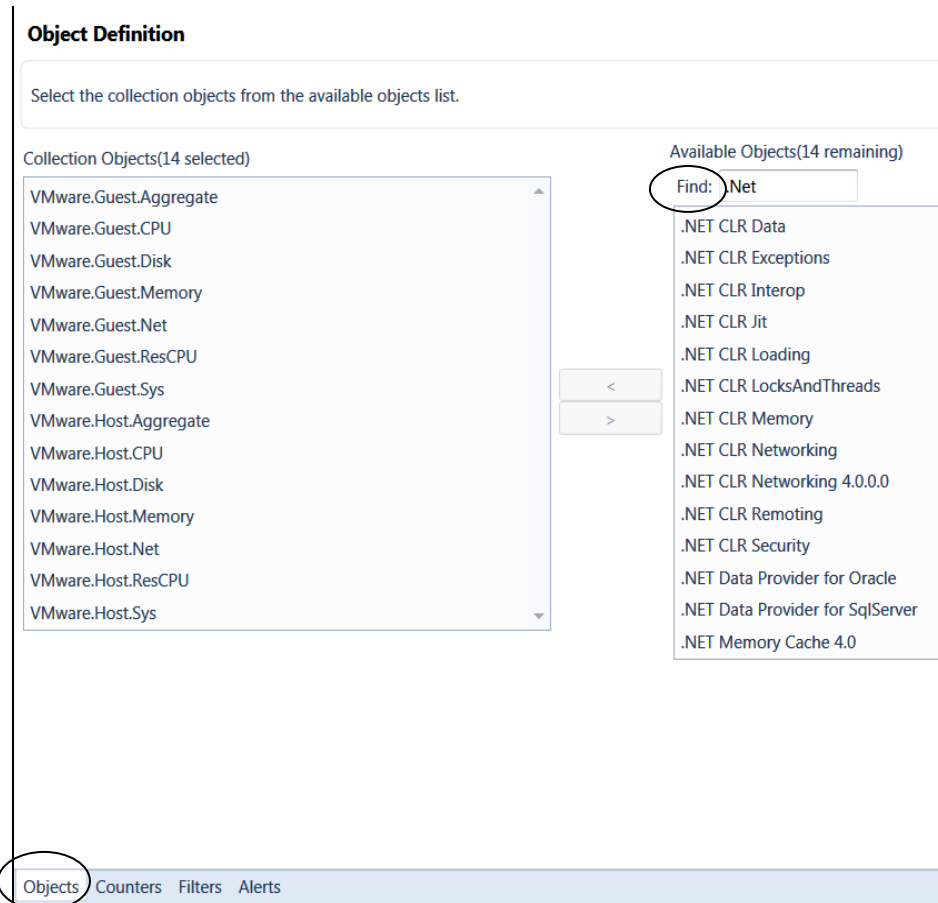 Object Definition
Select the collection objects from the available objects list.
Collection Objects(14 selected)
VMware.Guest.Aggregate
VMware.Guest.CPU
VMware.Guest.Disk
VMware.Guest.Memory
VMware.Guest.Net
VMware.Guest.ResCPU
VMware.Guest.Sys
VMware.Host.Aggregate
VMware.Host.CPU
VMware.Host.Disk
VMware.Host.Memory
VMware.Host.Net
VMware.Host.ResCPU
VMware.Host.Sys
<
>
Available Objects(14 remaining)
Find: .Net
.NET CLR Data
.NET CLR Exceptions
.NET CLR Interop
.NET CLR Jit
.NET CLR Loading
.NET CLR LocksAndThreads
.NET CLR Memory
.NET CLR Networking
.NET CLR Networking 4.0.0.0
.NET CLR Remoting
.NET CLR Security
.NET Data Provider for Oracle
.NET Data Provider for SqlServer
.NET Memory Cache 4.0
Objects Counters Filters Alerts